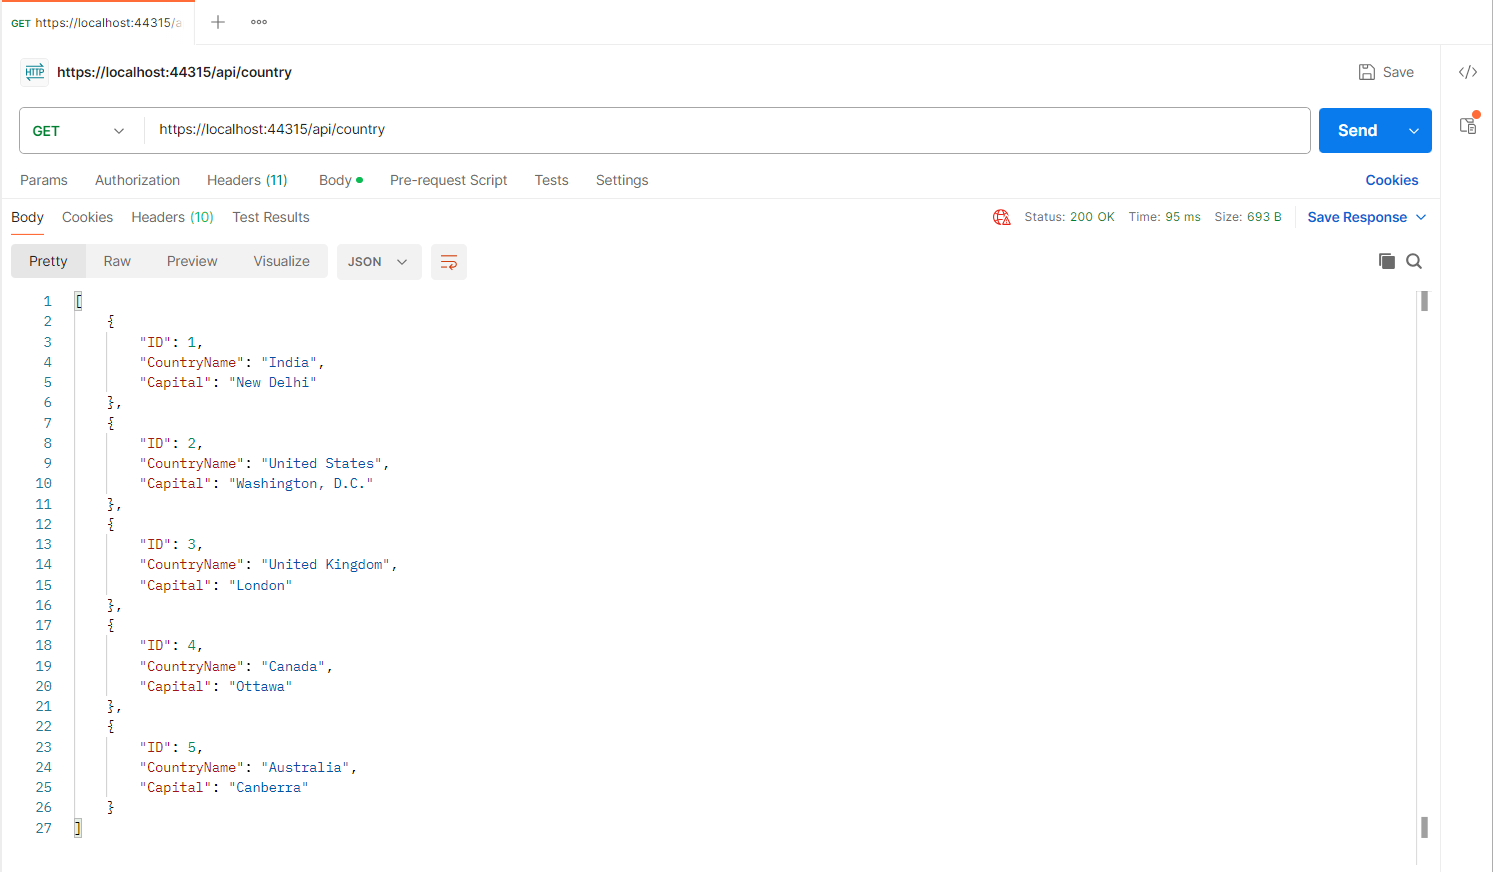 GET https://localhost:44315/a
HTTP https://localhost:44315/api/country Save
GET https://localhost:44315/api/country Send
Params Authorization Headers (11) Body Pre-request Script Tests Settings Cookies
Body Cookies Headers (10) Test Results Status: 200 OK Time: 95 ms Size: 693 B Save Response
Pretty Raw Preview Visualize JSON
1 [
2 {
3 "ID": 1,
4 "CountryName": "India",
5 "Capital": "New Delhi"
6 },
7 {
8 "ID": 2,
9 "CountryName": "United States",
10 "Capital": "Washington, D.C."
11 },
12 {
13 "ID": 3,
14 "CountryName": "United Kingdom",
15 "Capital": "London"
16 },
17 {
18 "ID": 4,
19 "CountryName": "Canada",
20 "Capital": "Ottawa"
21 },
22 {
23 "ID": 5,
24 "CountryName": "Australia",
25 "Capital": "Canberra"
26 }
27 ]